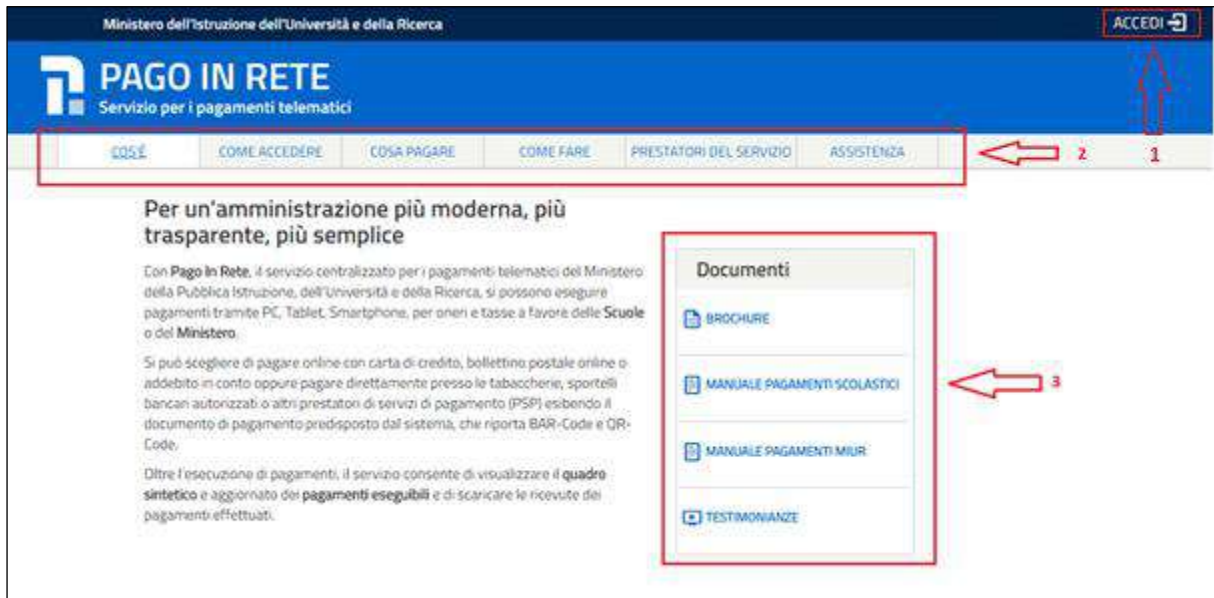 Ministero dell'Istruzione dell'Università e della Ricerca
ACCEDI
PAGO IN RETE
Servizio per i pagamenti telematici
COS'È COME ACCEDERE COSA PAGARE COME FARE PRESTATORI DEL SERVIZIO ASSISTENZA
2
1
Per un'amministrazione più moderna, più
trasparente, più semplice
Con Pago In Rete, il servizio centralizzato per i pagamenti telematici del Ministero
della Pubblica Istruzione, dell'Università e della Ricerca, si possono eseguire
pagamenti tramite PC, Tablet, Smartphone, per oneri e tasse a favore delle Scuole
o del Ministero.
Si può scegliere di pagare online con carta di credito, bollettino postale online o
addebito in conto oppure pagare direttamente presso le tabaccherie, sportelli
bancari autorizzati o altri prestatori di servizi di pagamento (PSP) esibendo il
documento di pagamento predisposto dal sistema, che riporta BAR-Code e QR-
Code.
Oltre l'esecuzione di pagamenti, il servizio consente di visualizzare il quadro
sintetico e aggiornato dei pagamenti eseguibili e di scaricare le ricevute dei
pagamenti effettuati.
Documenti
BROCHURE
MANUALE PAGAMENTI SCOLASTICI
3
MANUALE PAGAMENTI MIUR
TESTIMONIANZE